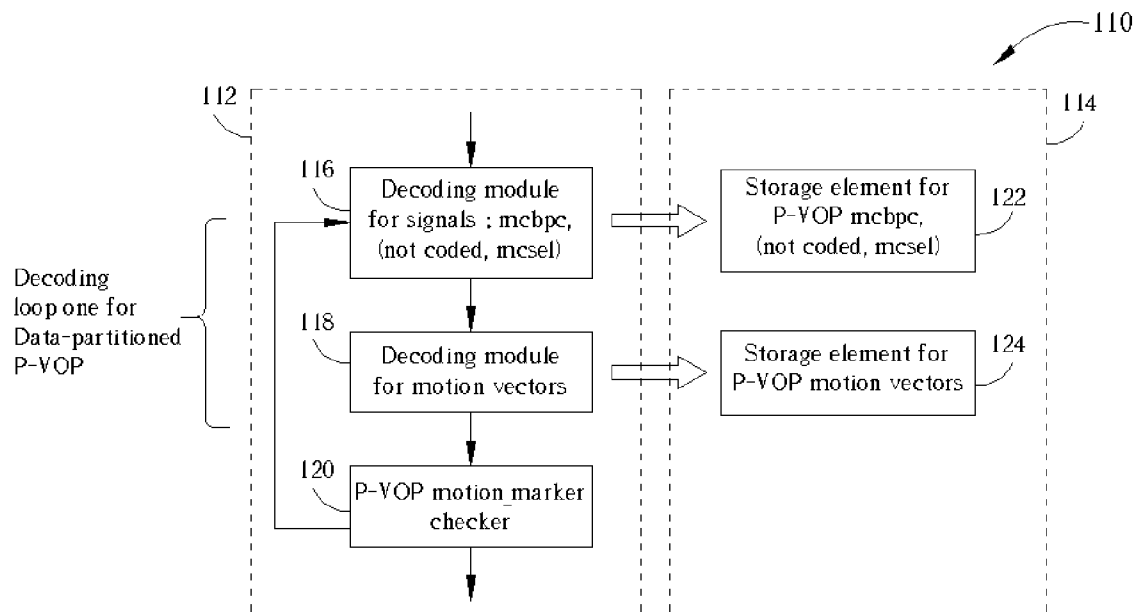 110
112
114
116
Decoding module
for signals ; mcbpc,
(not coded, mcsel)
Storage element for
P-VOP mcbpc,
(not coded, mcsel)
122
Decoding
loop one for
Data-partitioned
P-VOP
118
Decoding module
for motion vectors
Storage element for
P-VOP motion vectors
124
120
P-VOP motion_marker
checker